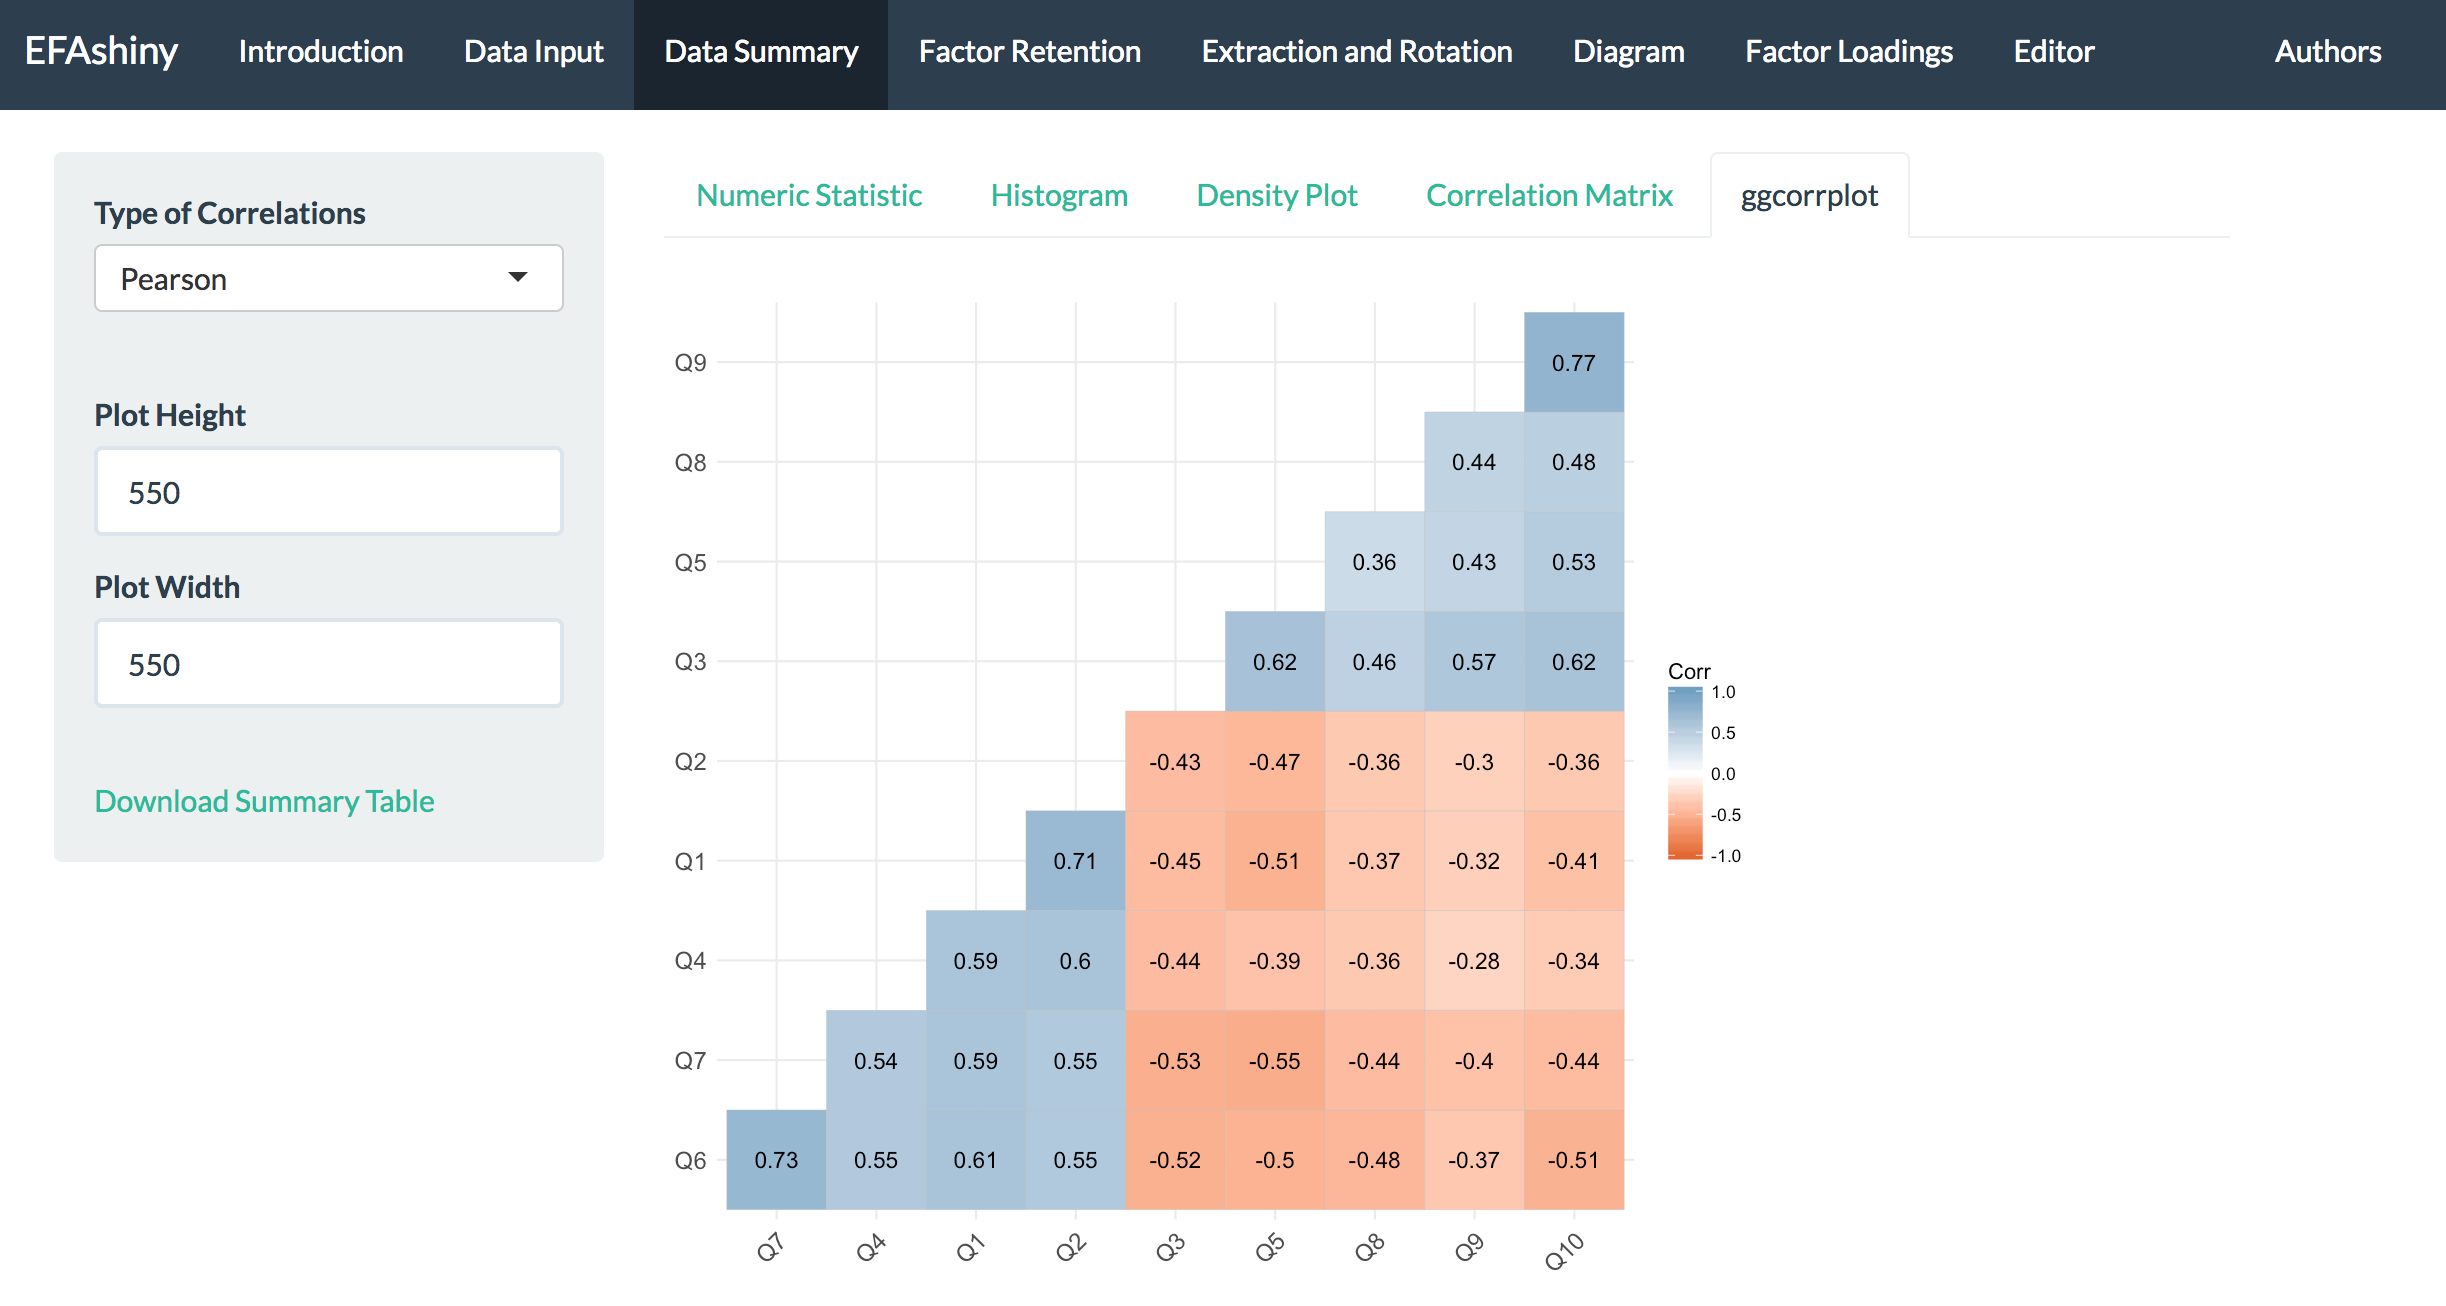 EFAshiny Introduction Data Input Data Summary Factor Retention Extraction and Rotation Diagram Factor Loadings Editor Authors
Type of Correlations
Pearson
Plot Height
550
Plot Width
550
Download Summary Table
Numeric Statistic Histogram Density Plot Correlation Matrix ggcorrplot
Q9 0.77
Q8 0.44 0.48
Q5 0.36 0.43 0.53
Q3 0.62 0.46 0.57 0.62
Q2 -0.43 -0.47 -0.36 -0.3 -0.36
Q1 0.71 -0.45 -0.51 -0.37 -0.32 -0.41
Q4 0.59 0.6 -0.44 -0.39 -0.36 -0.28 -0.34
Q7 0.54 0.59 0.55 -0.53 -0.55 -0.44 -0.4 -0.44
Q6 0.73 0.55 0.61 0.55 -0.52 -0.5 -0.48 -0.37 -0.51
Q7 Q4 Q1 Q2 Q3 Q5 Q8 Q9 Q10
Corr
1.0
0.5
0.0
-0.5
-1.0